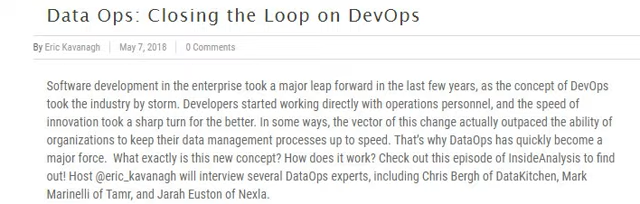 Data Ops: Closing the Loop on DevOps
By Eric Kavanagh | May 7, 2018 | 0 Comments
Software development in the enterprise took a major leap forward in the last few years, as the concept of DevOps
took the industry by storm. Developers started working directly with operations personnel, and the speed of
innovation took a sharp turn for the better. In some ways, the vector of this change actually outpaced the ability of
organizations to keep their data management processes up to speed. That's why DataOps has quickly become a
major force.  What exactly is this new concept? How does it work? Check out this episode of InsideAnalysis to find
out! Host @eric_kavanagh will interview several DataOps experts, including Chris Bergh of DataKitchen, Mark
Marinelli of Tamr, and Jarah Euston of Nexla.